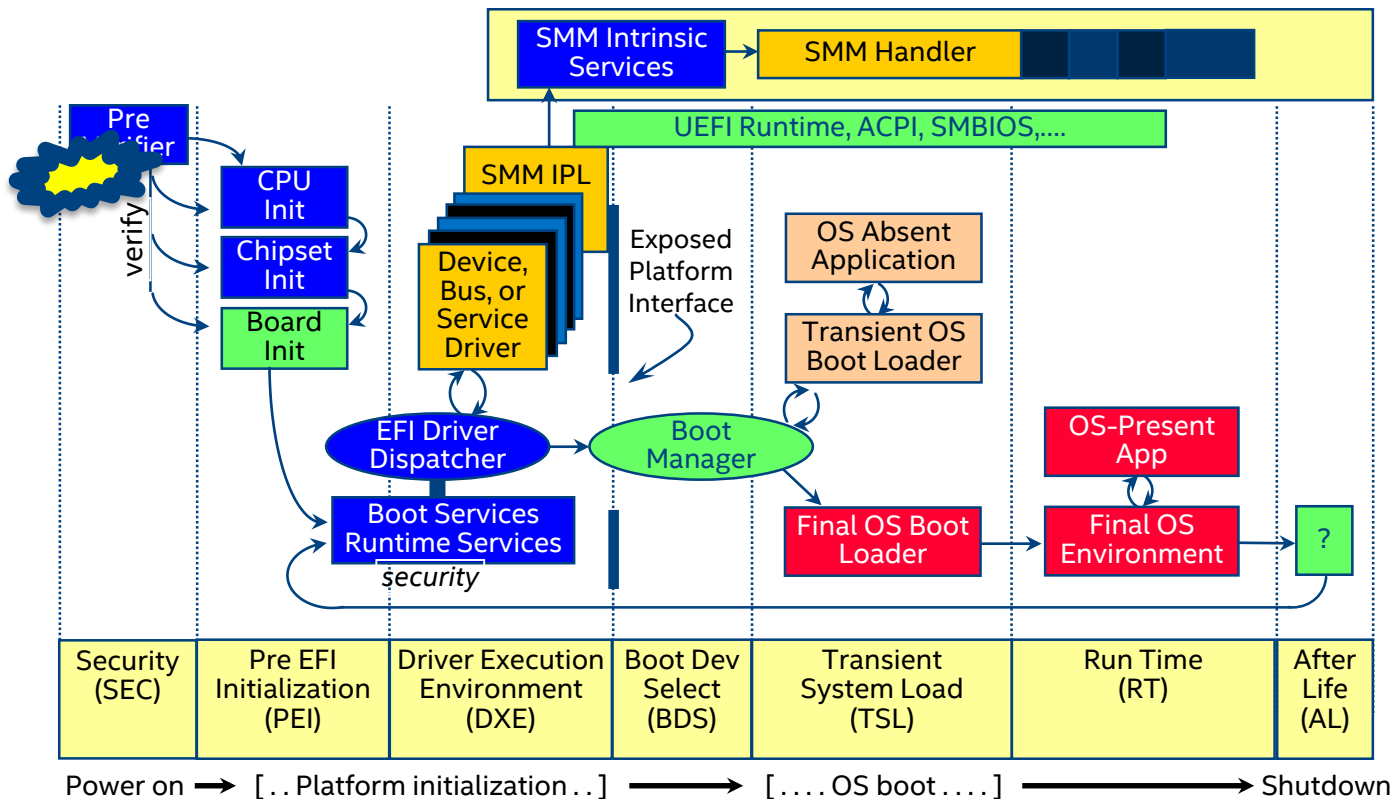 SMM Intrinsic
Services
SMM Handler
UEFI Runtime, ACPI, SMBIOS,....
Pre
verify
CPU
Init
Chipset
Init
Board
Init
SMM IPL
Device,
Bus, or
Service
Driver
Exposed
Platform
Interface
OS Absent
Application
Transient OS
Boot Loader
EFI Driver
Dispatcher
Boot
Manager
OS-Present
App
Boot Services
Runtime Services
security
Final OS Boot
Loader
Final OS
Environment
?
Security
(SEC)
Pre EFI
Initialization
(PEI)
Driver Execution
Environment
(DXE)
Boot Dev
Select
(BDS)
Transient
System Load
(TSL)
Run Time
(RT)
After
Life
(AL)
Power on
[ . . Platform initialization . . ]
[ . . . . OS boot . . . . ]
Shutdown